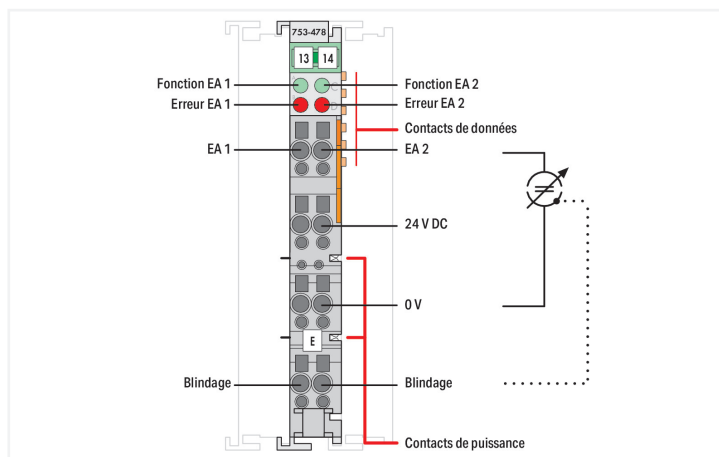 753-478
13 14
Fonction EA 1
Fonction EA 2
Erreur EA 1
Erreur EA 2
Contacts de données
EA 1
EA 2
24 V DC
0 V
E
Blindage
Blindage
Contacts de puissance